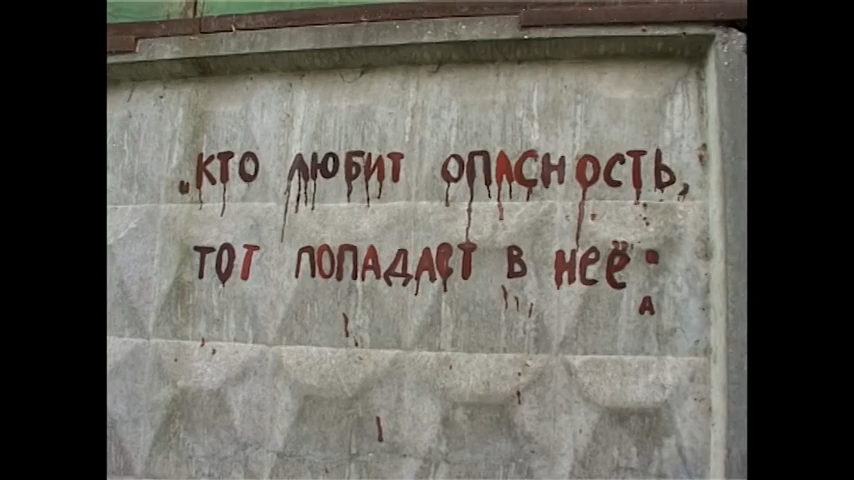 „КТО ЛЮБИТ ОПАСНОСТЬ,
ТОТ ПОПАДАЕТ В НЕЁ"
А